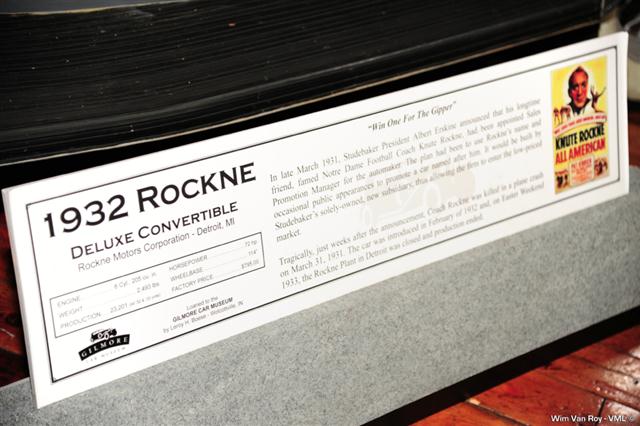 1932 ROCKNE
DELUXE CONVERTIBLE
Rockne Motors Corporation - Detroit, MI
ENGINE 6 Cyl. 205 cu. in. HORSEPOWER 72 hp
WEIGHT 2,493 lbs WHEELBASE 114"
PRODUCTION 23,201 FACTORY PRICE $795.00
Loaned to the
GILMORE CAR MUSEUM
by Leroy H. Boese - Wolcottville, IN
GILMORE
CAR MUSEUM
"Win One For The Gipper"
In late March 1931, Studebaker President Albert Erskine announced that his longtime
friend, famed Notre Dame Football Coach Knute Rockne, had been appointed Sales
Promotion Manager for the automaker. The plan had been to use Rockne's name and
occasional public appearances to promote a car named after him. It would be built by
Studebaker's solely-owned, new subsidiary, thus allowing the firm to enter the low-priced
market.
Tragically, just weeks after the announcement, Coach Rockne was killed in a plane crash
on March 31, 1931. The car was introduced in February of 1932 and, on Easter Weekend
1933, the Rockne Plant in Detroit was closed and production ended.
KNUTE ROCKNE
ALL AMERICAN
Wim Van Roy - VML ©